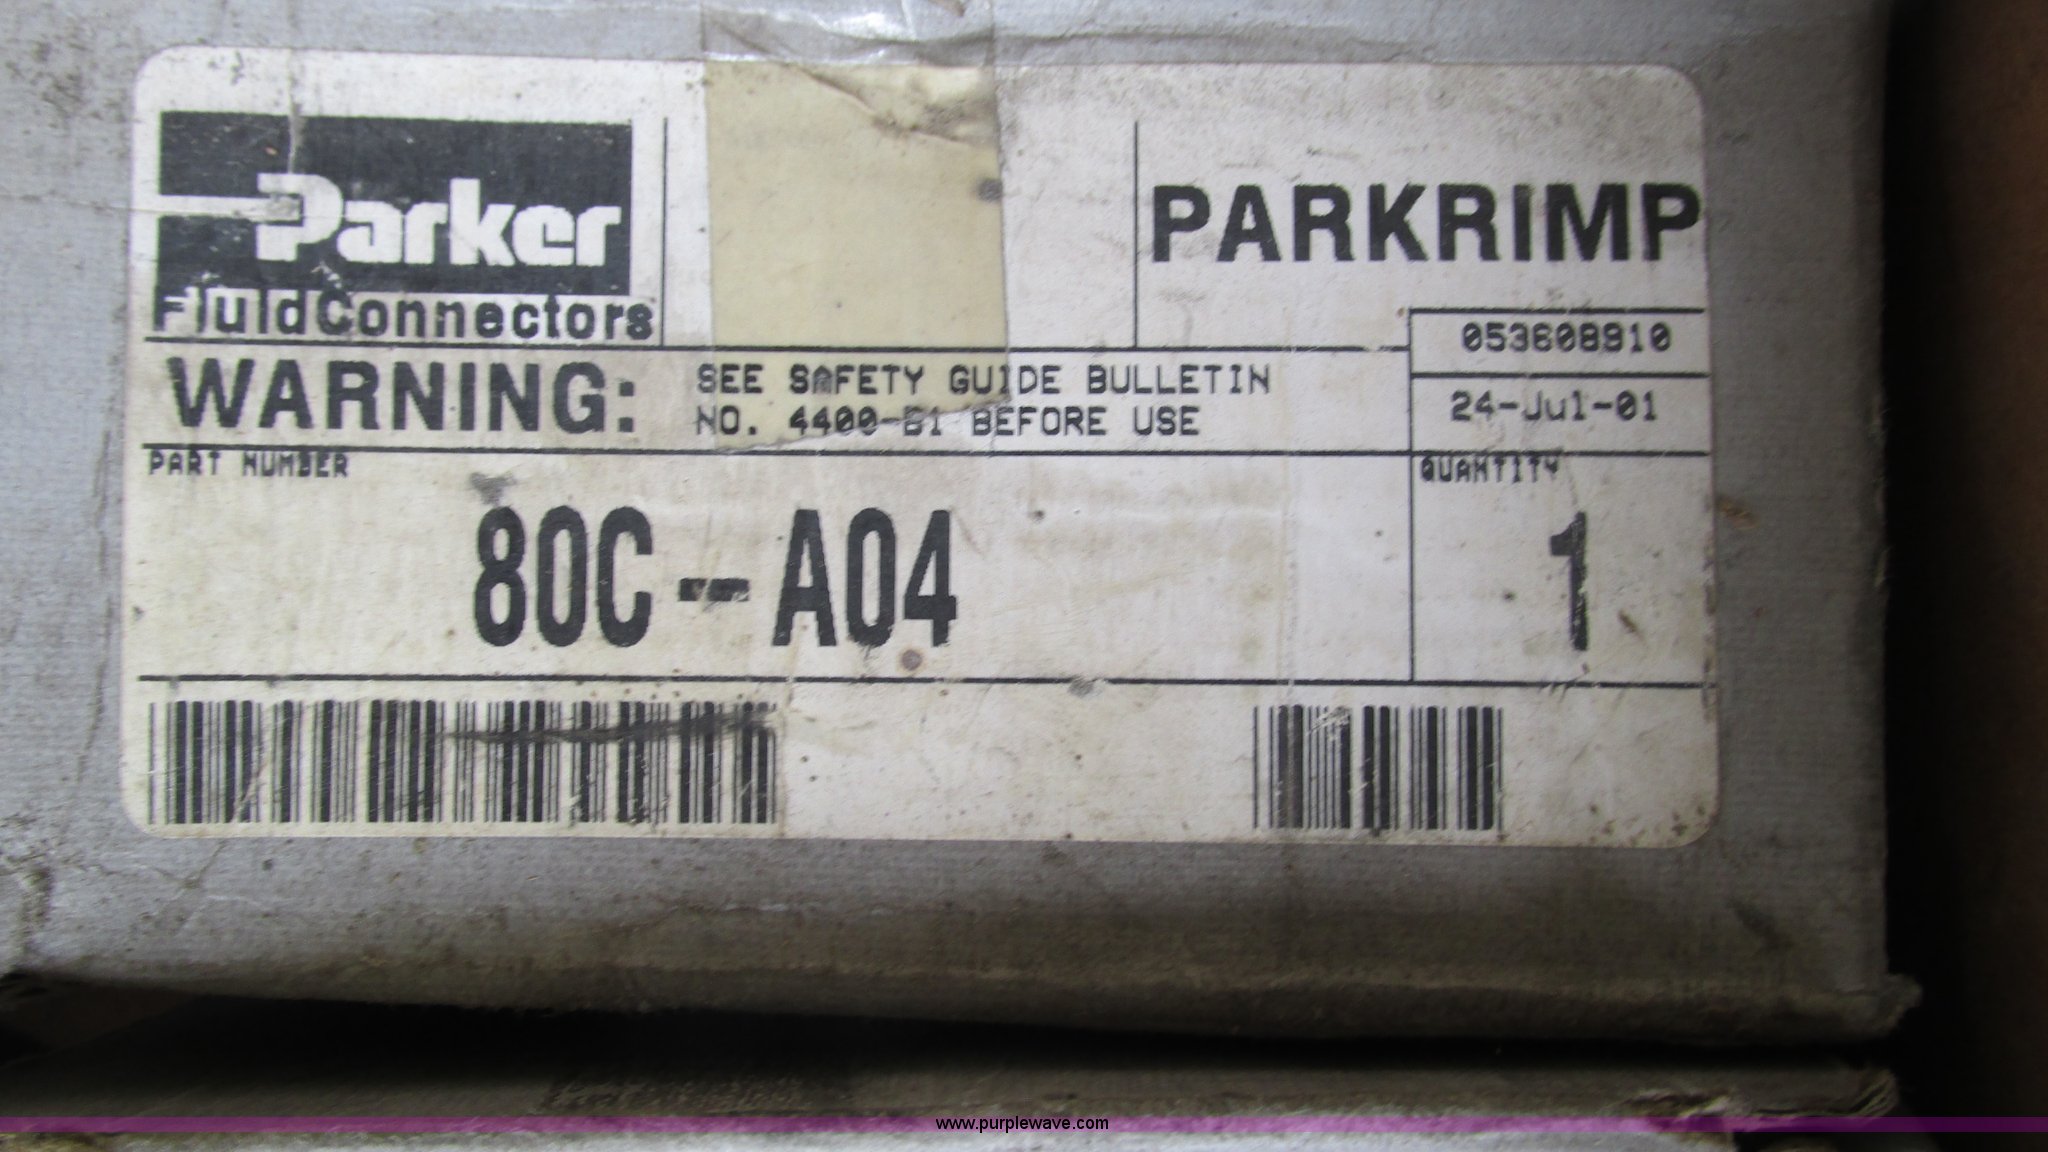 Parker
FluidConnectors
PARKRIMP
053608910
WARNING: SEE SAFETY GUIDE BULLETIN
NO. 4400-B1 BEFORE USE
24-Jul-01
PART NUMBER
QUANTITY
80C-A04
1
www.purplewave.com